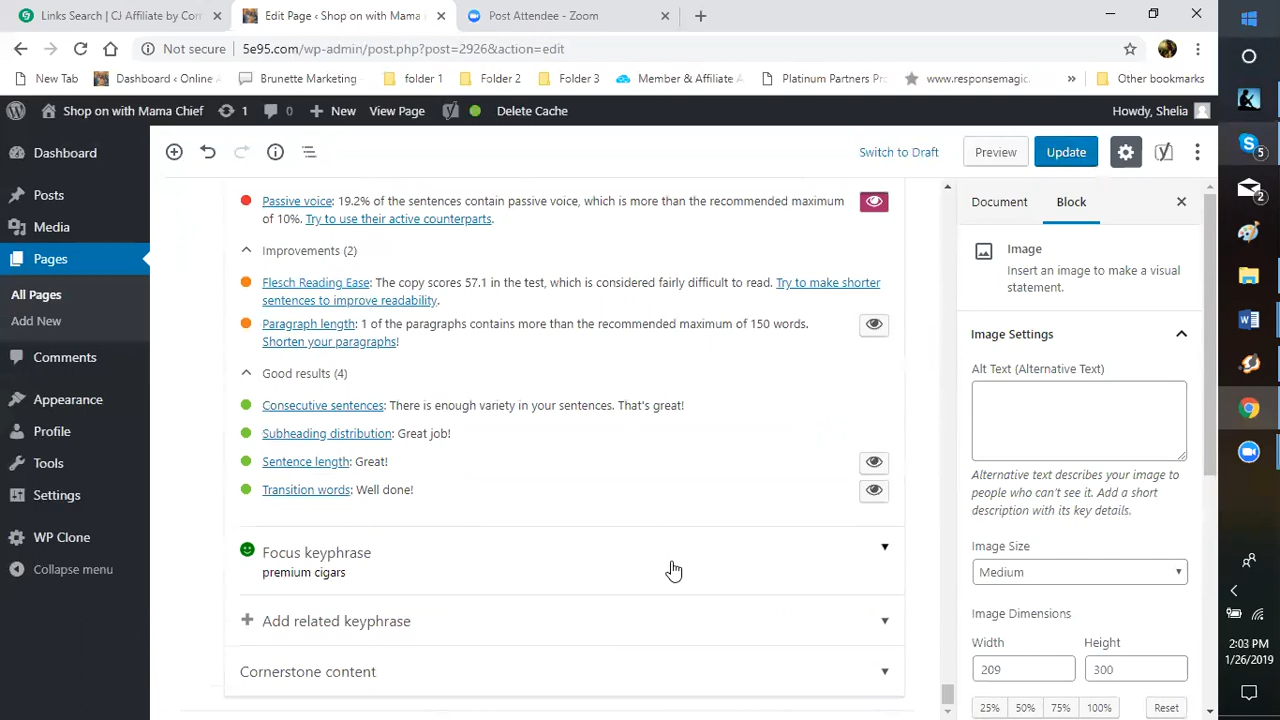 Links Search | CJ Affiliate by Com
Edit Page ‹ Shop on with Mama
Post Attendee - Zoom
Not secure
5e95.com/wp-admin/post.php?post=2926&action=edit
New Tab
Dashboard ‹ Online
Brunette Marketing -
folder 1
Folder 2
Folder 3
Member & Affiliate A
Platinum Partners Pr
www.responsemagic.
»
Other bookmarks
Shop on with Mama Chief
1
0
New
View Page
Delete Cache
Howdy, Shelia
Dashboard
Posts
Media
Pages
All Pages
Add New
Comments
Appearance
Profile
Tools
Settings
WP Clone
Collapse menu
Switch to Draft
Preview
Update
Passive voice: 19.2% of the sentences contain passive voice, which is more than the recommended maximum
of 10%. Try to use their active counterparts.
Improvements (2)
Flesch Reading Ease: The copy scores 57.1 in the test, which is considered fairly difficult to read. Try to make shorter
sentences to improve readability.
Paragraph length: 1 of the paragraphs contains more than the recommended maximum of 150 words.
Shorten your paragraphs!
Good results (4)
Consecutive sentences: There is enough variety in your sentences. That's great!
Subheading distribution: Great job!
Sentence length: Great!
Transition words: Well done!
Focus keyphrase
premium cigars
Add related keyphrase
Cornerstone content
Document
Block
Image
Insert an image to make a visual
statement.
Image Settings
Alt Text (Alternative Text)
Alternative text describes your image to
people who can't see it. Add a short
description with its key details.
Image Size
Medium
Image Dimensions
Width
Height
209
300
25%
50%
75%
100%
Reset
5
2
2:03 PM
1/26/2019